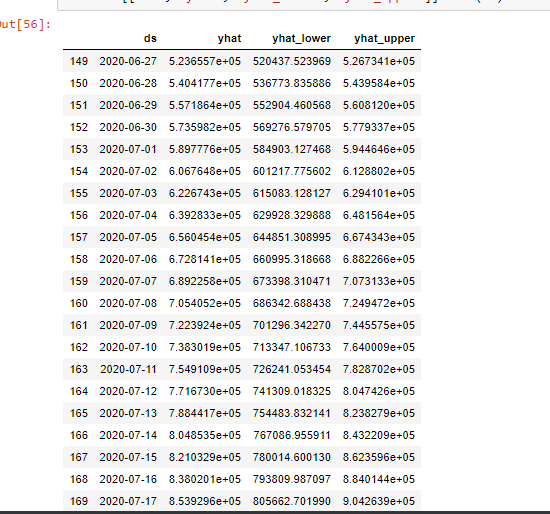 Out[56]:
ds yhat yhat_lower yhat_upper
149 2020-06-27 5.236557e+05 520437.523969 5.267341e+05
150 2020-06-28 5.404177e+05 536773.835886 5.439584e+05
151 2020-06-29 5.571864e+05 552904.460568 5.608120e+05
152 2020-06-30 5.735982e+05 569276.579705 5.779337e+05
153 2020-07-01 5.897776e+05 584903.127468 5.944646e+05
154 2020-07-02 6.067648e+05 601217.775602 6.128802e+05
155 2020-07-03 6.226743e+05 615083.128127 6.294101e+05
156 2020-07-04 6.392833e+05 629928.329888 6.481564e+05
157 2020-07-05 6.560454e+05 644851.308995 6.674343e+05
158 2020-07-06 6.728141e+05 660995.318668 6.882266e+05
159 2020-07-07 6.892258e+05 673398.310471 7.073133e+05
160 2020-07-08 7.054052e+05 686342.688438 7.249472e+05
161 2020-07-09 7.223924e+05 701296.342270 7.445575e+05
162 2020-07-10 7.383019e+05 713347.106733 7.640009e+05
163 2020-07-11 7.549109e+05 726241.053454 7.828702e+05
164 2020-07-12 7.716730e+05 741309.018325 8.047426e+05
165 2020-07-13 7.884417e+05 754483.832141 8.238279e+05
166 2020-07-14 8.048535e+05 767086.955911 8.432209e+05
167 2020-07-15 8.210329e+05 780014.600130 8.623596e+05
168 2020-07-16 8.380201e+05 793809.987097 8.840144e+05
169 2020-07-17 8.539296e+05 805662.701990 9.042639e+05